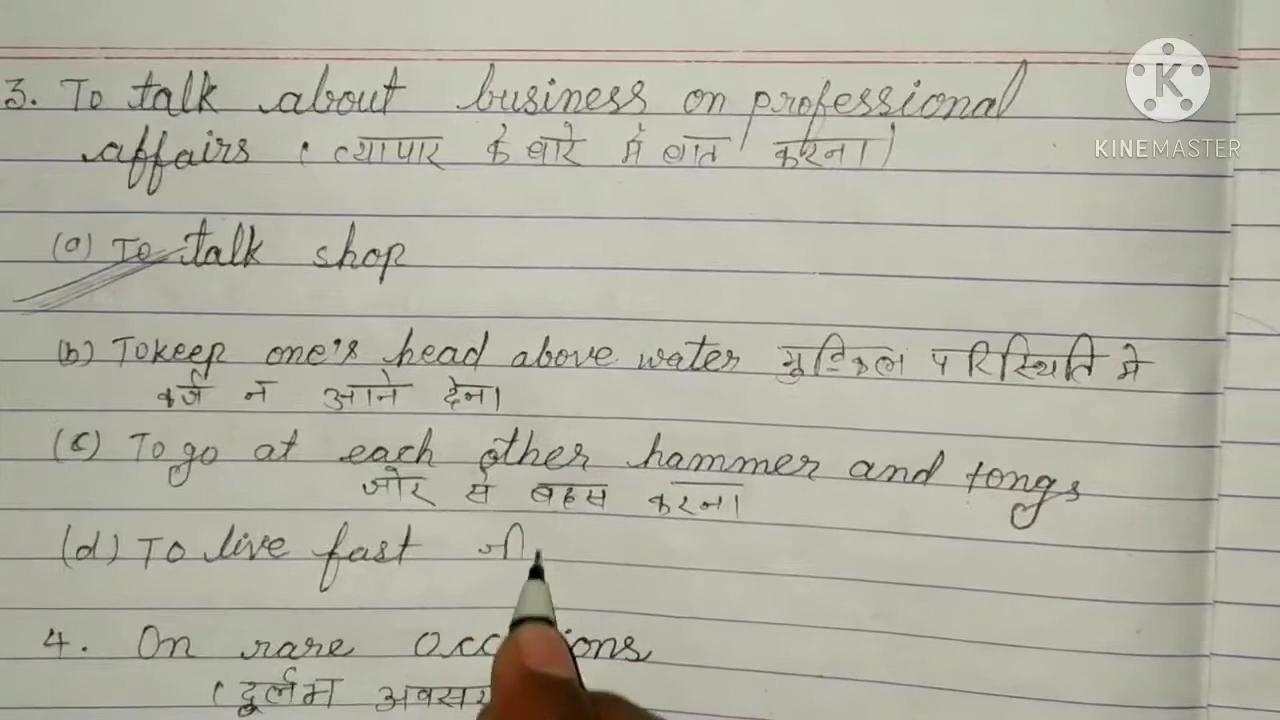 3. To talk about business on professional
affairs (व्यापार के बारे में बात करना)
(a) To talk shop
(b) To keep one's head above water मुश्किल परिस्थिति में
कर्ज न आने देना।
(c) To go at each other hammer and tongs
जोर से बहस करना।
(d) To live fast जी
4. On rare
(दुर्लभ
K
KINEMASTER